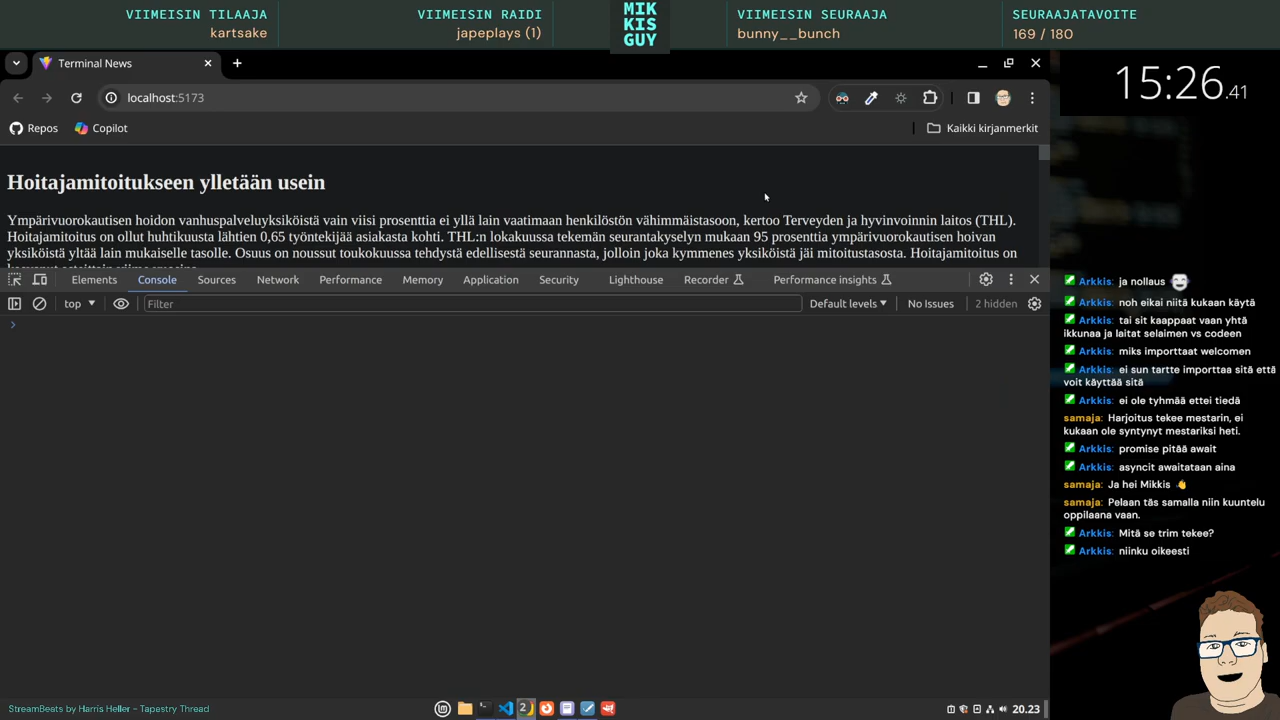 VIIMEISIN TILAAJA
kartsake
VIIMEISIN RAIDI
japeplays (1)
MIK
KIS
GUY
VIIMEISIN SEURAAJA
bunny__bunch
SEURAAJATAVOITE
169 / 180
Terminal News
localhost:5173
Repos
Copilot
Kaikki kirjanmerkit
15:26.41
Hoitajamitoitukseen ylletään usein
Ympärivuorokautisen hoidon vanhuspalveluyksiköistä vain viisi prosenttia ei yllä lain vaatimaan henkilöstön vähimmäistasoon, kertoo Terveyden ja hyvinvoinnin laitos (THL).
Hoitajamitoitus on ollut huhtikuusta lähtien 0,65 työntekijää asiakasta kohti. THL:n lokakuussa tekemän seurantakyselyn mukaan 95 prosenttia ympärivuorokautisen hoivan
yksiköistä yltää lain mukaiselle tasolle. Osuus on noussut toukokuussa tehdystä edellisestä seurannasta, jolloin joka kymmenes yksiköistä jäi mitoitustasosta. Hoitajamitoitus on
Elements
Console
Sources
Network
Performance
Memory
Application
Security
Lighthouse
Recorder
Performance insights
top
Filter
Default levels
No Issues
2 hidden
Arkkis: ja nollaus
Arkkis: noh eikai niitä kukaan käytä
Arkkis: tai sit kaappaat vaan yhtä
ikkunaa ja laitat selaimen vs codeen
Arkkis: miks importtaat welcomen
Arkkis: ei sun tartte importtaa sitä että
voit käyttää sitä
Arkkis: ei ole tyhmää ettei tiedä
samaja: Harjoitus tekee mestarin, ei
kukaan ole syntynyt mestariksi heti.
Arkkis: promise pitää await
Arkkis: asyncit awaitataan aina
samaja: Ja hei Mikkis 👋
samaja: Pelaan täs samalla niin kuuntelu
oppilaana vaan.
Arkkis: Mitä se trim tekee?
Arkkis: niinku oikeesti
StreamBeats by Harris Heller - Tapestry Thread
2
20.23